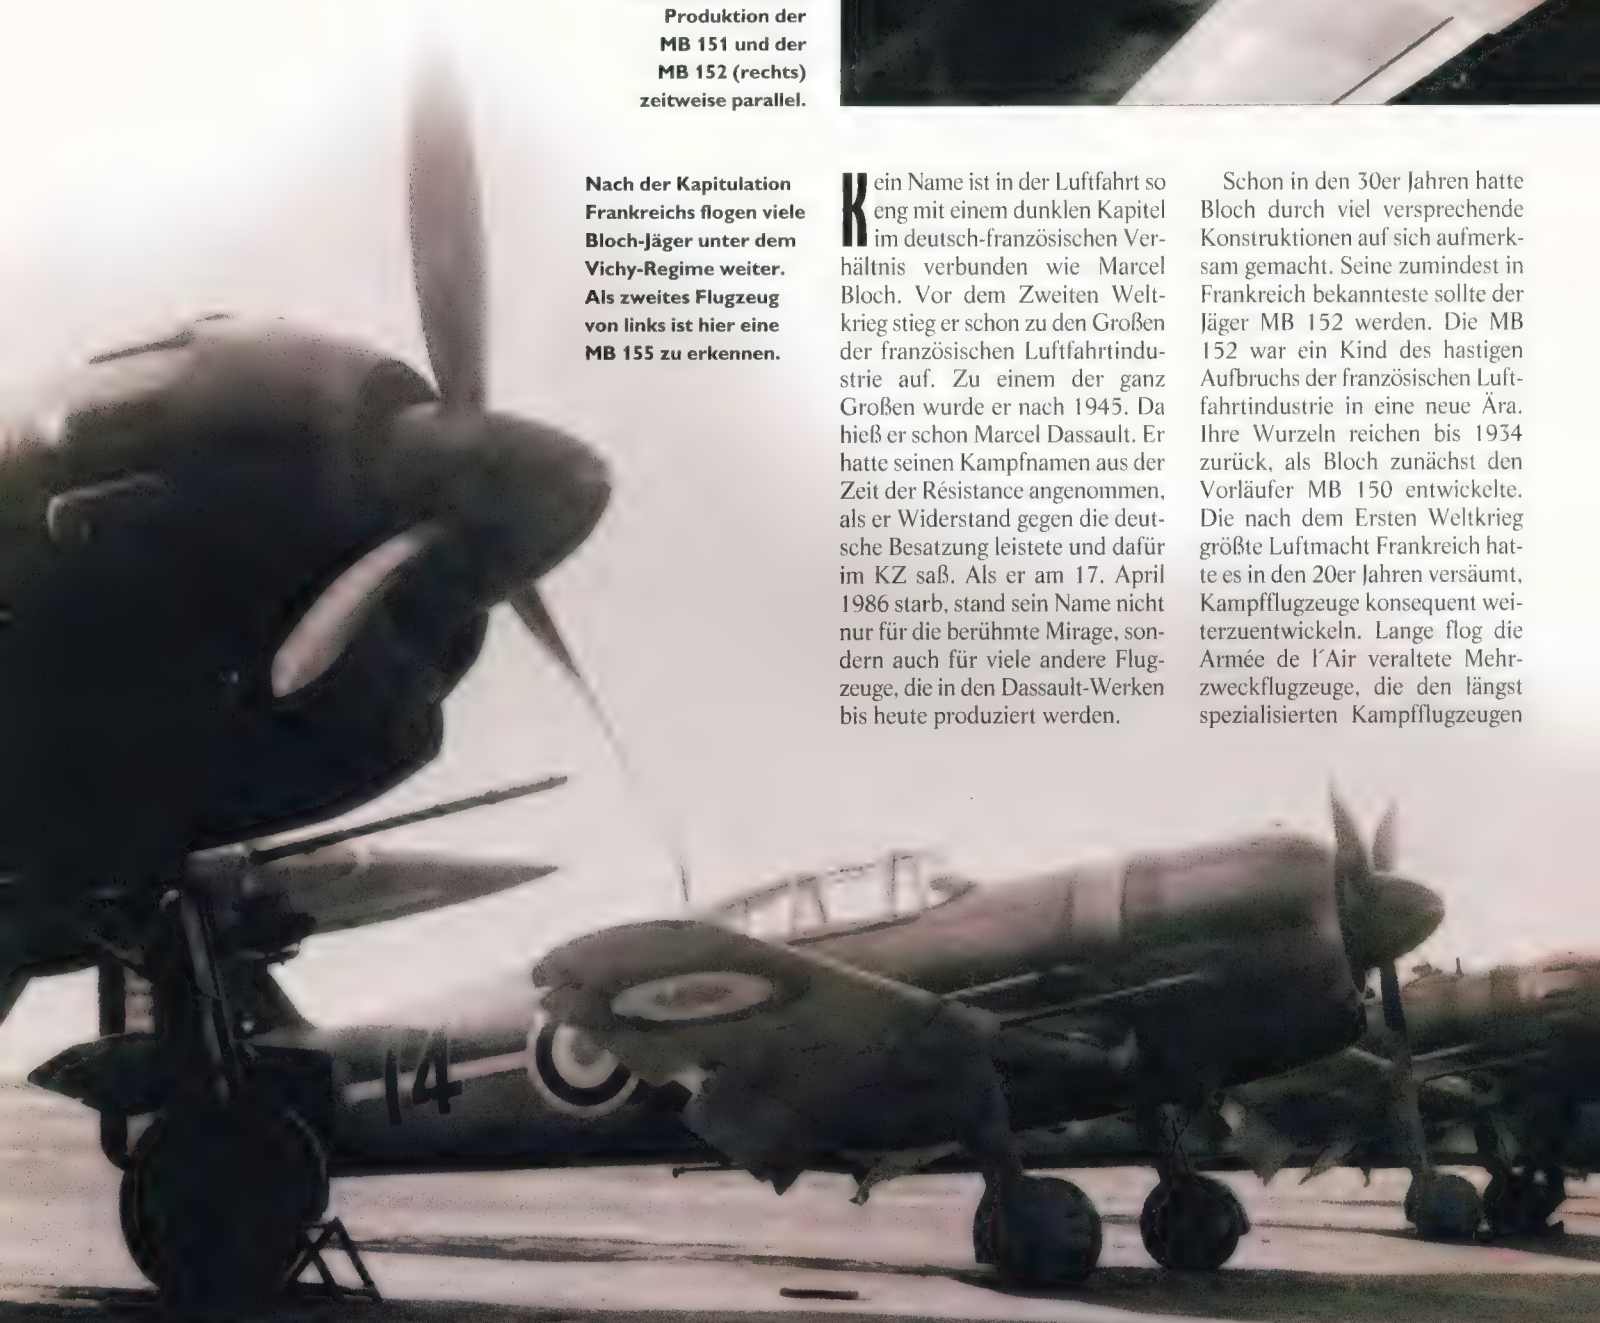 Produktion der
MB 151 und der
MB 152 (rechts)
zeitweise parallel.
Nach der Kapitulation
Frankreichs flogen viele
Bloch-Jäger unter dem
Vichy-Regime weiter.
Als zweites Flugzeug
von links ist hier eine
MB 155 zu erkennen.
Kein Name ist in der Luftfahrt so
eng mit einem dunklen Kapitel
im deutsch-französischen Ver-
hältnis verbunden wie Marcel
Bloch. Vor dem Zweiten Welt-
krieg stieg er schon zu den Großen
der französischen Luftfahrtindu-
strie auf. Zu einem der ganz
Großen wurde er nach 1945. Da
hieß er schon Marcel Dassault. Er
hatte seinen Kampfnamen aus der
Zeit der Résistance angenommen,
als er Widerstand gegen die deut-
sche Besatzung leistete und dafür
im KZ saß. Als er am 17. April
1986 starb, stand sein Name nicht
nur für die berühmte Mirage, son-
dern auch für viele andere Flug-
zeuge, die in den Dassault-Werken
bis heute produziert werden.
Schon in den 30er Jahren hatte
Bloch durch viel versprechende
Konstruktionen auf sich aufmerk-
sam gemacht. Seine zumindest in
Frankreich bekannteste sollte der
Jäger MB 152 werden. Die MB
152 war ein Kind des hastigen
Aufbruchs der französischen Luft-
fahrtindustrie in eine neue Ära.
Ihre Wurzeln reichen bis 1934
zurück, als Bloch zunächst den
Vorläufer MB 150 entwickelte.
Die nach dem Ersten Weltkrieg
größte Luftmacht Frankreich hat-
te es in den 20er Jahren versäumt,
Kampfflugzeuge konsequent wei-
terzuentwickeln. Lange flog die
Armée de l´Air veraltete Mehr-
zweckflugzeuge, die den längst
spezialisierten Kampfflugzeugen
14